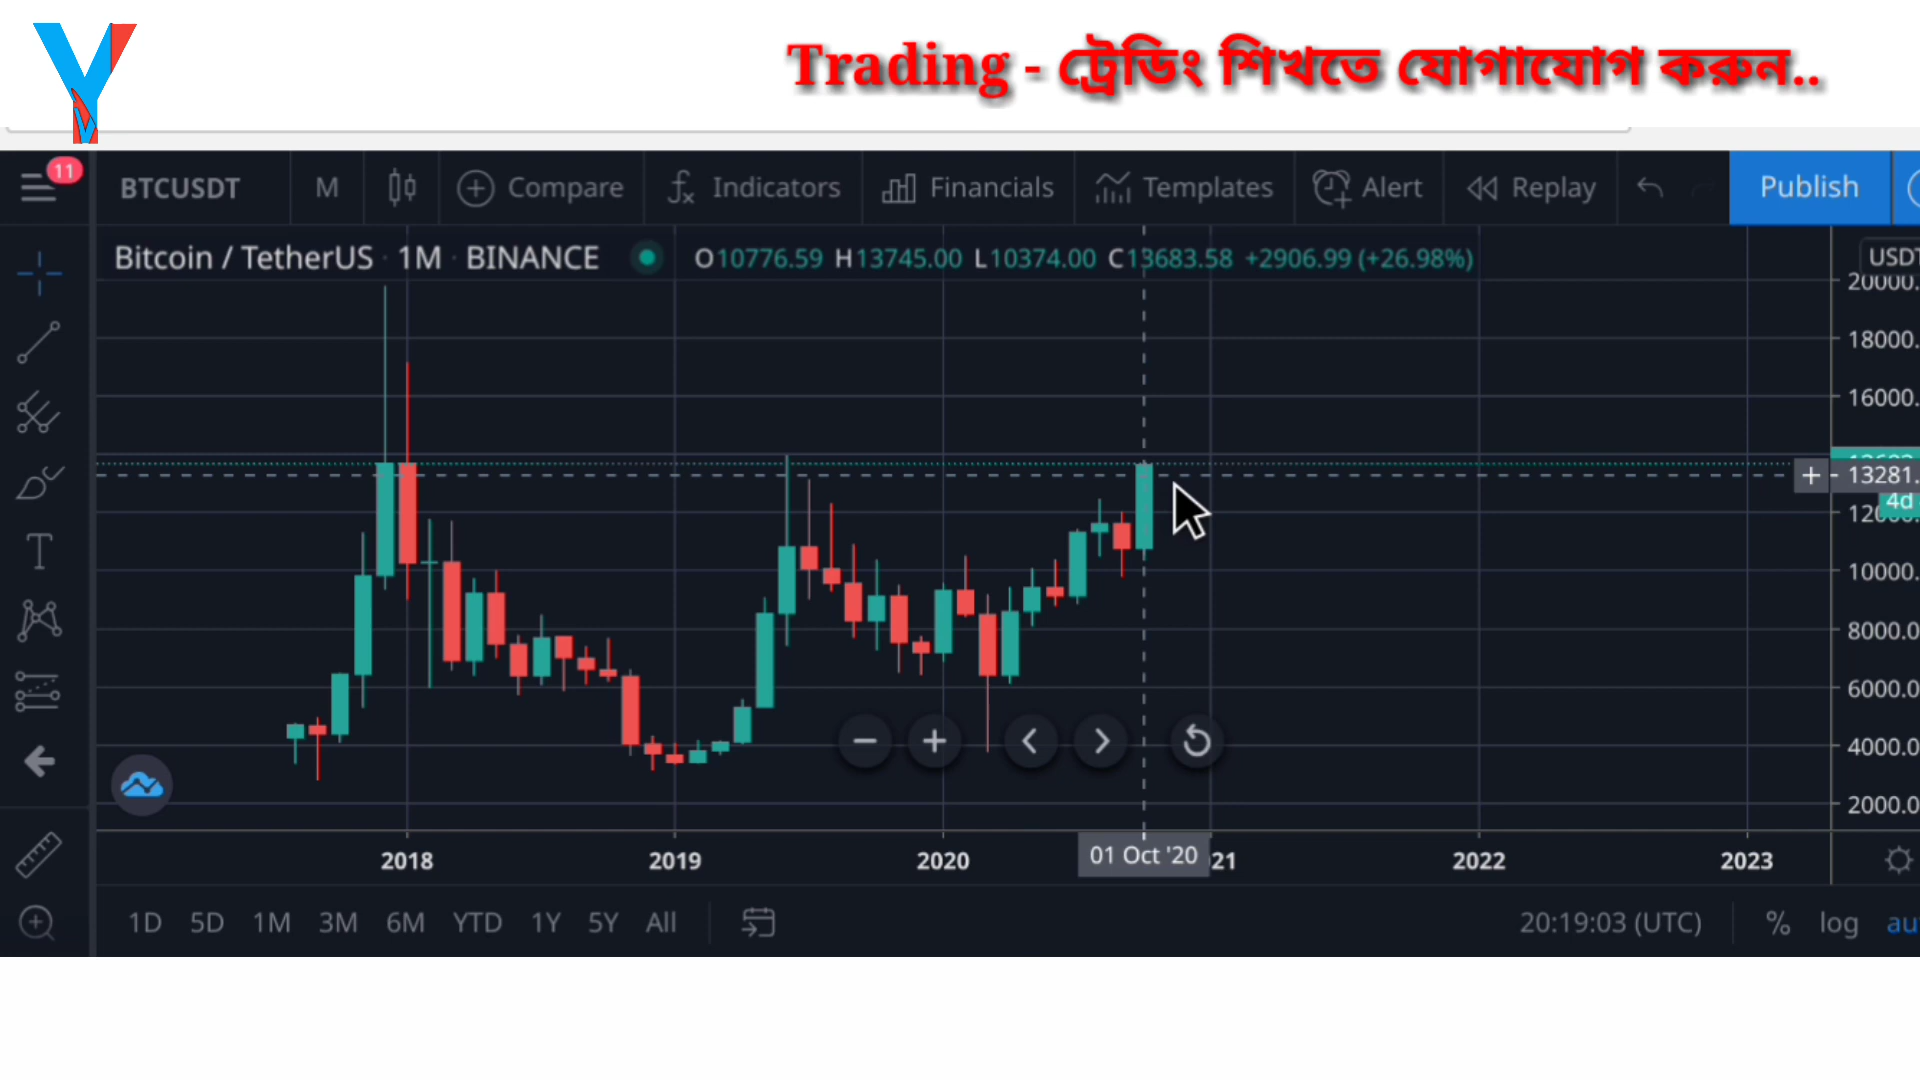 Trading - ট্রেডিং শিখতে যোগাযোগ করুন..
11
BTCUSDT M Compare Indicators Financials Templates Alert Replay Publish
Bitcoin / TetherUS · 1M · BINANCE O10776.59 H13745.00 L10374.00 C13683.58 +2906.99 (+26.98%)
USDT
20000.
18000.
16000.
13281.
4d
10000.
8000.0
6000.0
4000.0
2000.0
2018 2019 2020 01 Oct '20 21 2022 2023
1D 5D 1M 3M 6M YTD 1Y 5Y All 20:19:03 (UTC) % log au